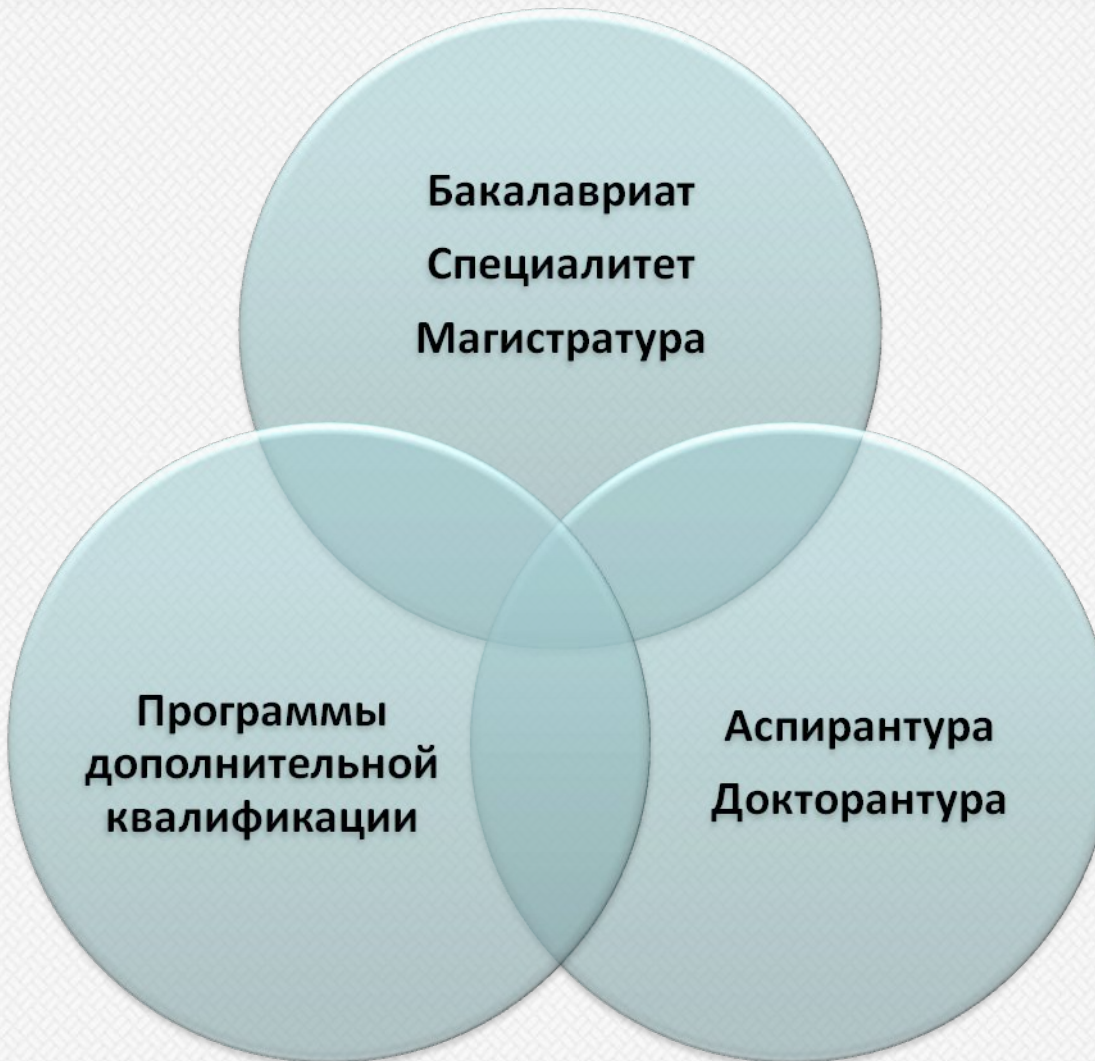 Бакалавриат
Специалитет
Магистратура
Программы
дополнительной
квалификации
Аспирантура
Докторантура